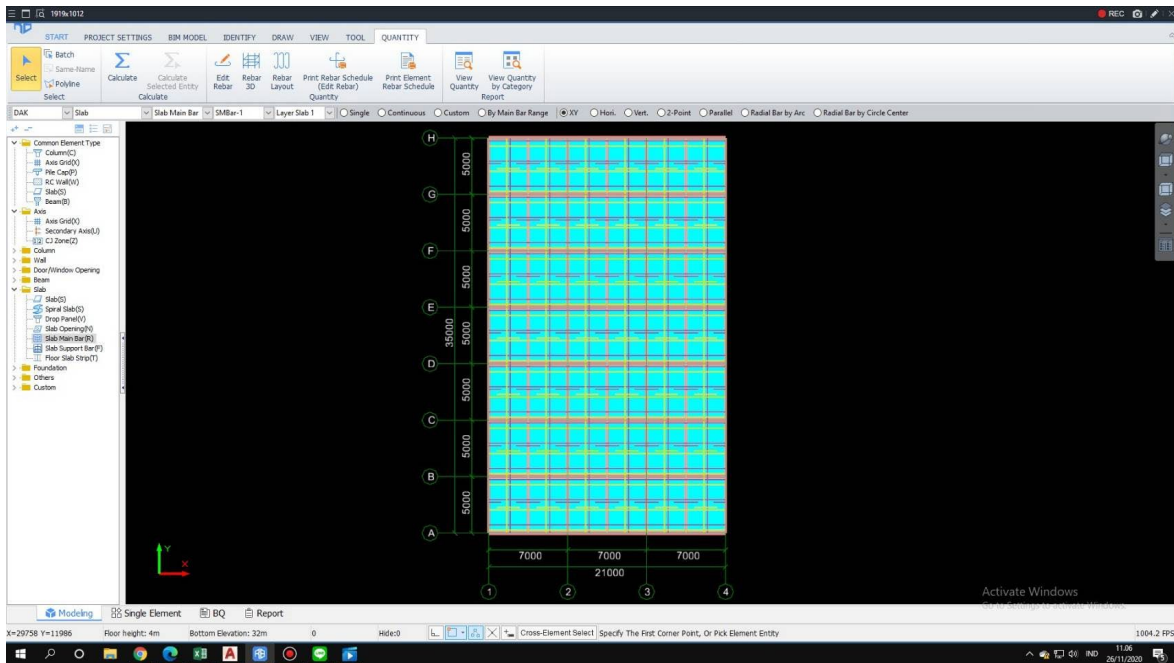 1919x1012
REC
START PROJECT SETTINGS BIM MODEL IDENTIFY DRAW VIEW TOOL QUANTITY
Select
Batch
Same-Name
Polyline
Select
Calculate
Calculate
Selected Entity
Calculate
Edit
Rebar
Rebar
3D
Rebar
Layout
Print Rebar Schedule
(Edit Rebar)
Print Element
Rebar Schedule
Quantity
View
Quantity
View Quantity
by Category
Report
DAK Slab Slab Main Bar SMBar-1 Layer Slab 1 Single Continuous Custom By Main Bar Range XY Hori. Vert. 2-Point Parallel Radial Bar by Arc Radial Bar by Circle Center
Common Element Type
Column(C)
Axis Grid(X)
Pile Cap(P)
RC Wall(W)
Slab(S)
Beam(B)
Axis
Axis Grid(X)
Secondary Axis(U)
CJ Zone(Z)
Column
Wall
Door/Window Opening
Beam
Slab
Slab(S)
Spiral Slab(S)
Drop Panel(V)
Slab Opening(N)
Slab Main Bar(R)
Slab Support Bar(F)
Floor Slab Strip(T)
Foundation
Others
Custom
H
5000
G
5000
F
5000
E
35000
5000
D
5000
C
5000
B
5000
A
7000 7000 7000
21000
1 2 3 4
Y
X
Activate Windows
Go to Settings to activate Windows.
Modeling Single Element BQ Report
X=29758 Y=11986 Floor height: 4m Bottom Elevation: 32m 0 Hide:0 Cross-Element Select Specify The First Corner Point, Or Pick Element Entity 1004.2 FPS
IND
11.06
26/11/2020